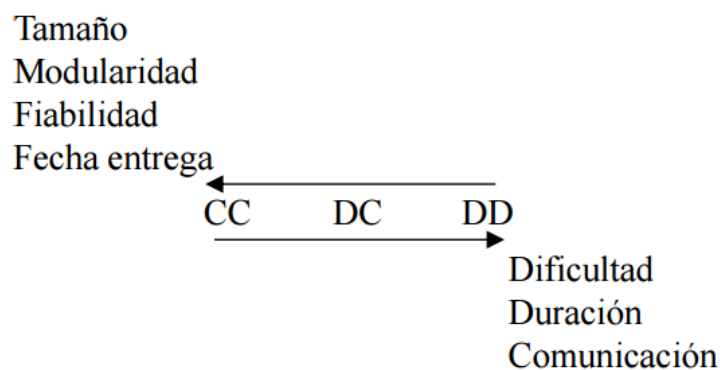 Tamaño
Modularidad
Fiabilidad
Fecha entrega
CC DC DD
Dificultad
Duración
Comunicación